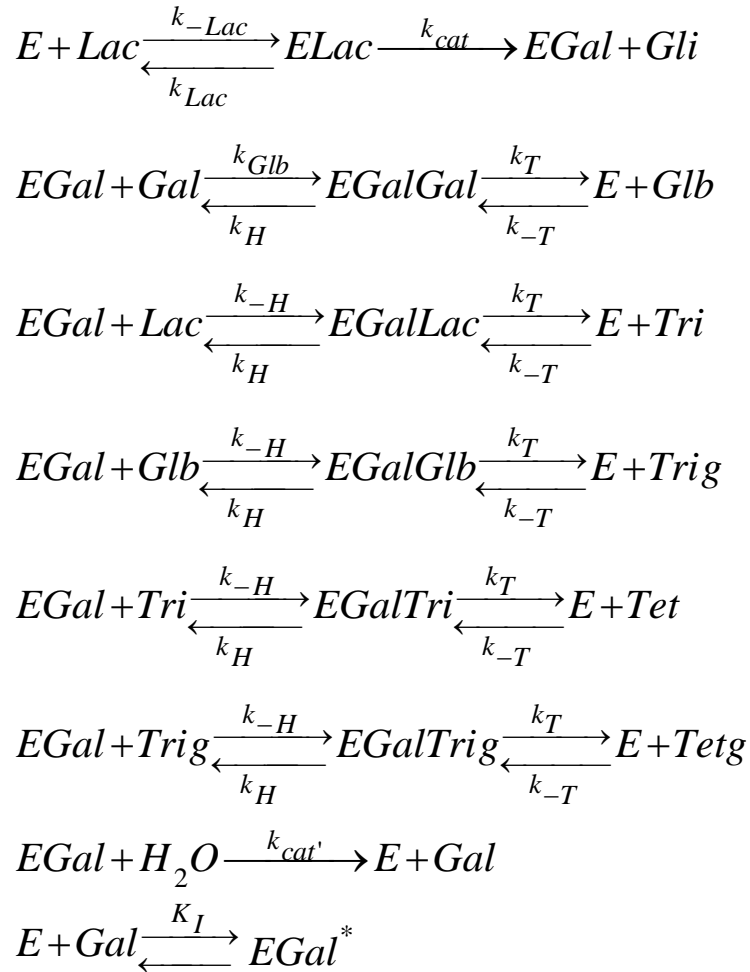 E + Lac ⇄ ELac → EGal + Gli (k_{-Lac}, k_{Lac}, k_{cat})
EGal + Gal ⇄ EGalGal ⇄ E + Glb (k_{Glb}, k_H, k_T, k_{-T})
EGal + Lac ⇄ EGalLac ⇄ E + Tri (k_{-H}, k_H, k_T, k_{-T})
EGal + Glb ⇄ EGalGlb ⇄ E + Trig (k_{-H}, k_H, k_T, k_{-T})
EGal + Tri ⇄ EGalTri ⇄ E + Tet (k_{-H}, k_H, k_T, k_{-T})
EGal + Trig ⇄ EGalTrig ⇄ E + Tetg (k_{-H}, k_H, k_T, k_{-T})
EGal + H_2O → E + Gal (k_{cat'})
E + Gal ⇄ EGal^* (K_I)